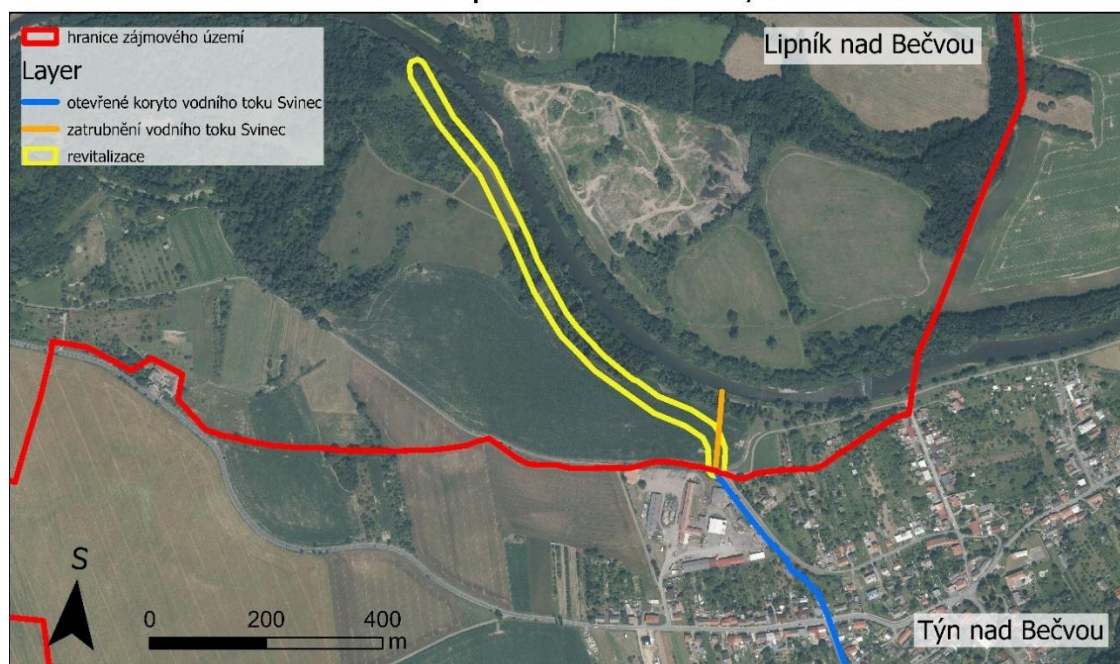 hranice zájmového území
Layer
otevřené koryto vodního toku Svinec
zatrubnění vodního toku Svinec
revitalizace
Lipník nad Bečvou
S
0 200 400
m
Týn nad Bečvou